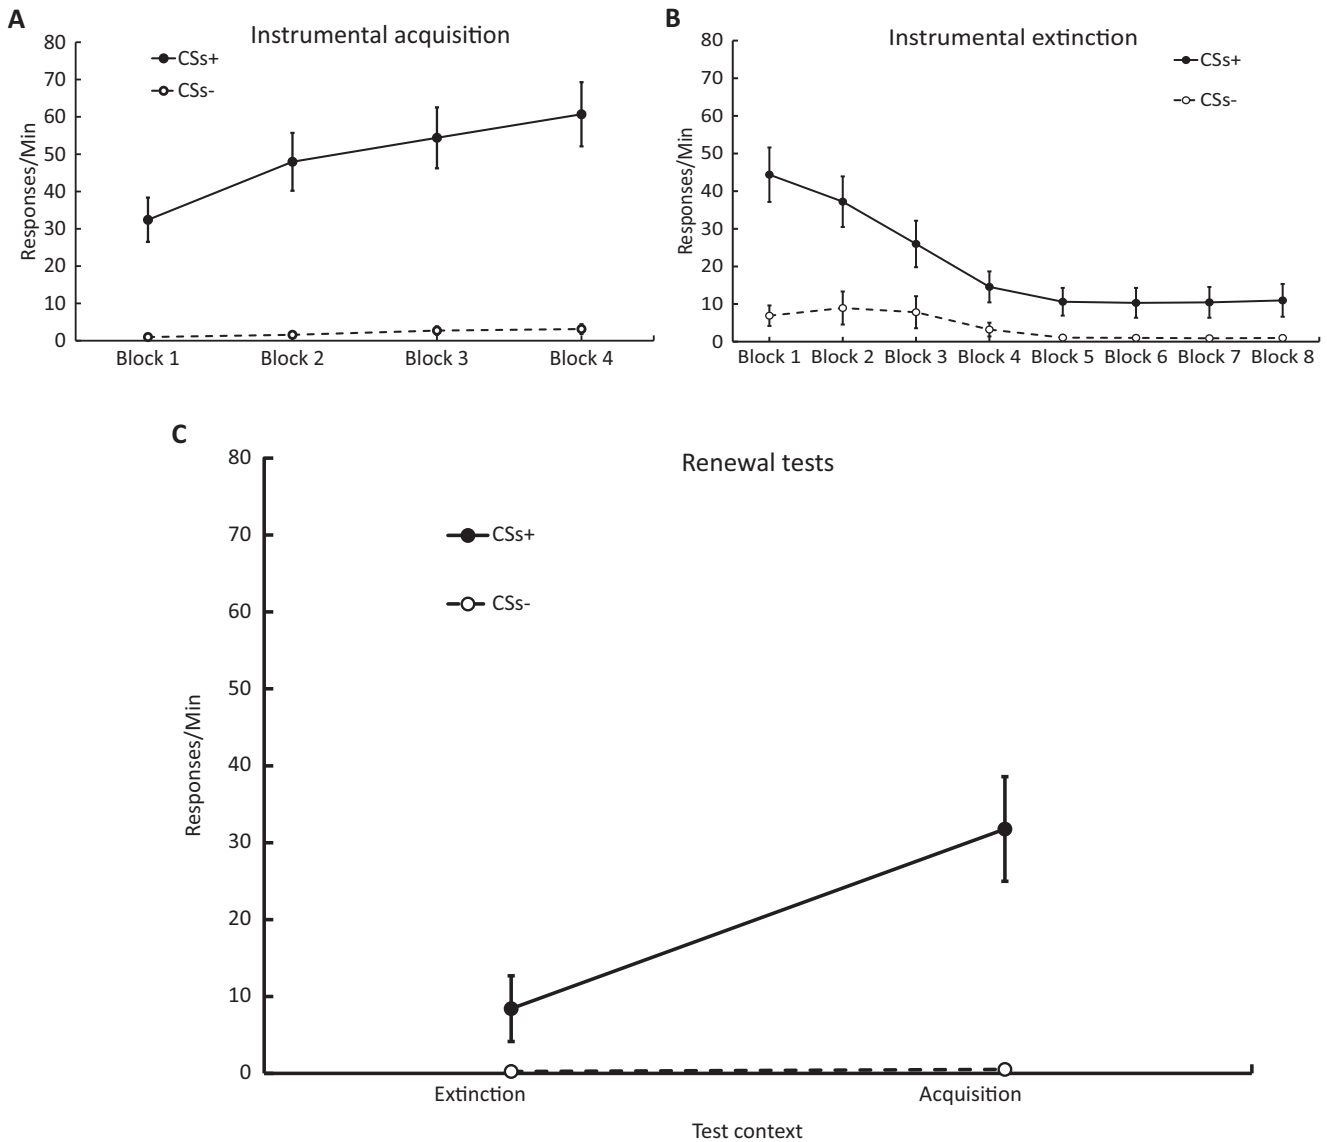 A
Instrumental acquisition
CSs+
CSs-
Responses/Min
80
70
60
50
40
30
20
10
0
Block 1 Block 2 Block 3 Block 4
B
Instrumental extinction
CSs+
CSs-
Responses/Min
80
70
60
50
40
30
20
10
0
Block 1 Block 2 Block 3 Block 4 Block 5 Block 6 Block 7 Block 8
C
Renewal tests
CSs+
CSs-
Responses/Min
80
70
60
50
40
30
20
10
0
Extinction Acquisition
Test context